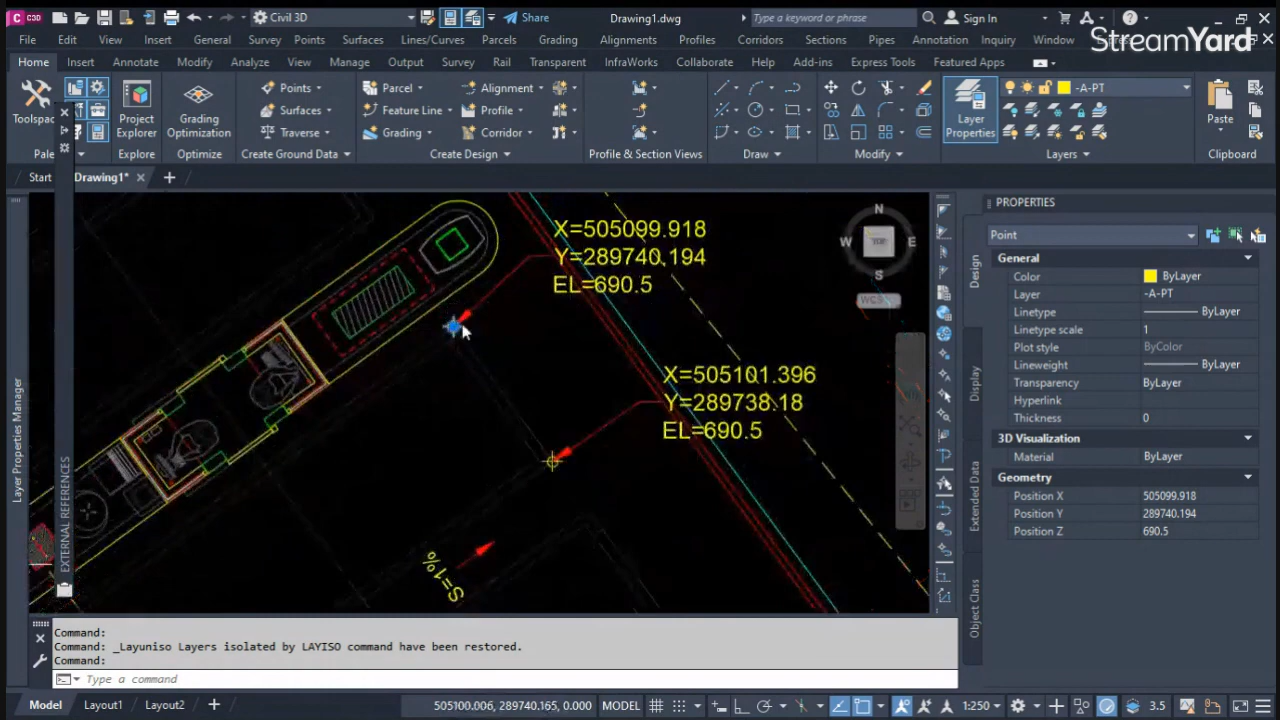 C3D
Civil 3D
Share
Drawing1.dwg
Type a keyword or phrase
Sign In
StreamYard
File Edit View Insert General Survey Points Surfaces Lines/Curves Parcels Grading Alignments Profiles Corridors Sections Pipes Annotation Inquiry Window
Home Insert Annotate Modify Analyze View Manage Output Survey Rail Transparent InfraWorks Collaborate Help Add-ins Express Tools Featured Apps
Points Parcel Alignment -A-PT
Surfaces Feature Line Profile
Traverse Grading Corridor
Toolspa
Project
Explorer
Grading
Optimization
Layer
Properties
Paste
Pale Explore Optimize Create Ground Data Create Design Profile & Section Views Draw Modify Layers Clipboard
Start Drawing1*
X=505099.918
Y=289740.194
EL=690.5
X=505101.396
Y=289738.18
EL=690.5
S=1%
N
W TOP E
S
WCS
Layer Properties Manager
EXTERNAL REFERENCES
PROPERTIES
Point
Design
Display
Extended Data
Object Class
General
Color ByLayer
Layer -A-PT
Linetype ByLayer
Linetype scale 1
Plot style ByColor
Lineweight ByLayer
Transparency ByLayer
Hyperlink
Thickness 0
3D Visualization
Material ByLayer
Geometry
Position X 505099.918
Position Y 289740.194
Position Z 690.5
Command:
Command: _Layuniso Layers isolated by LAYISO command have been restored.
Command:
Type a command
Model Layout1 Layout2
505100.006, 289740.165, 0.000 MODEL 1:250 3.5